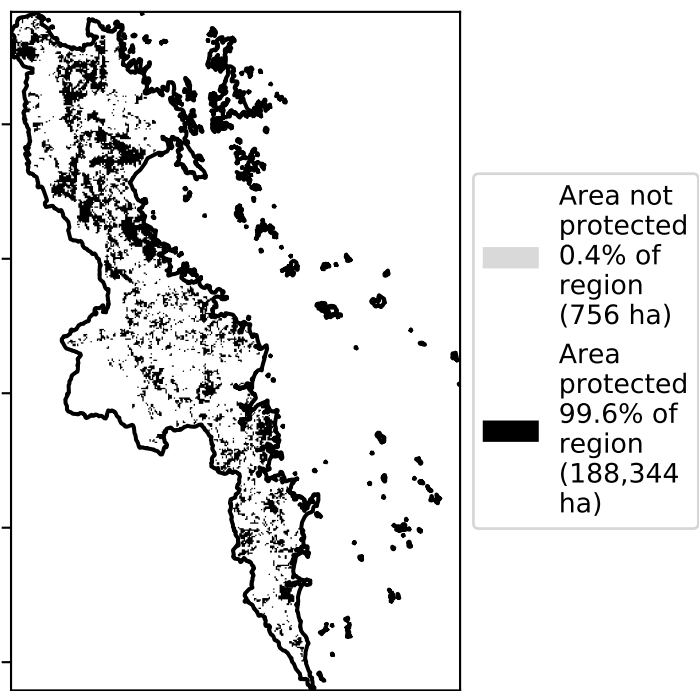 Area not
protected
0.4% of
region
(756 ha)
Area
protected
99.6% of
region
(188,344
ha)